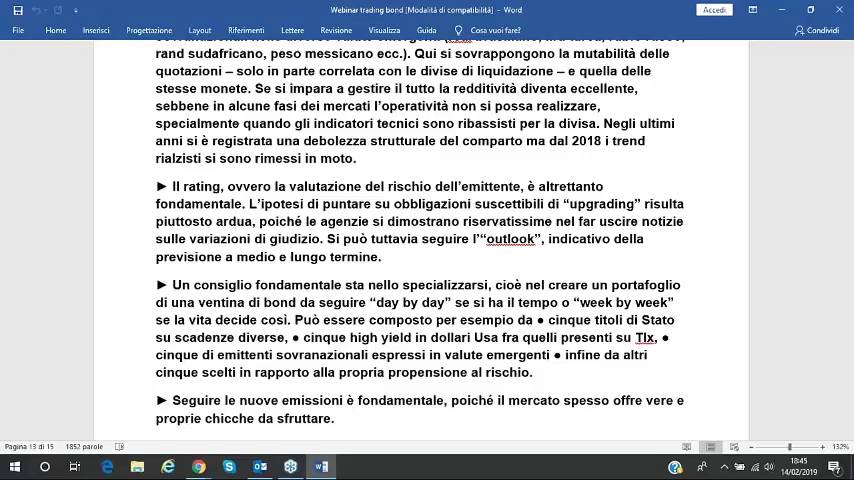 Webinar trading bond [Modalità di compatibilità] - Word
Accedi
File Home Inserisci Progettazione Layout Riferimenti Lettere Revisione Visualizza Guida Cosa vuoi fare? Condividi
rand sudafricano, peso messicano ecc.). Qui si sovrappongono la mutabilità delle
quotazioni – solo in parte correlata con le divise di liquidazione – e quella delle
stesse monete. Se si impara a gestire il tutto la redditività diventa eccellente,
sebbene in alcune fasi dei mercati l'operatività non si possa realizzare,
specialmente quando gli indicatori tecnici sono ribassisti per la divisa. Negli ultimi
anni si è registrata una debolezza strutturale del comparto ma dal 2018 i trend
rialzisti si sono rimessi in moto.
► Il rating, ovvero la valutazione del rischio dell'emittente, è altrettanto
fondamentale. L'ipotesi di puntare su obbligazioni suscettibili di “upgrading” risulta
piuttosto ardua, poiché le agenzie si dimostrano riservatissime nel far uscire notizie
sulle variazioni di giudizio. Si può tuttavia seguire l'“outlook”, indicativo della
previsione a medio e lungo termine.
► Un consiglio fondamentale sta nello specializzarsi, cioè nel creare un portafoglio
di una ventina di bond da seguire “day by day” se si ha il tempo o “week by week”
se la vita decide così. Può essere composto per esempio da ● cinque titoli di Stato
su scadenze diverse, ● cinque high yield in dollari Usa fra quelli presenti su Tlx, ●
cinque di emittenti sovranazionali espressi in valute emergenti ● infine da altri
cinque scelti in rapporto alla propria propensione al rischio.
► Seguire le nuove emissioni è fondamentale, poiché il mercato spesso offre vere e
proprie chicche da sfruttare.
Pagina 13 di 15 1852 parole 132%
18:45
14/02/2019